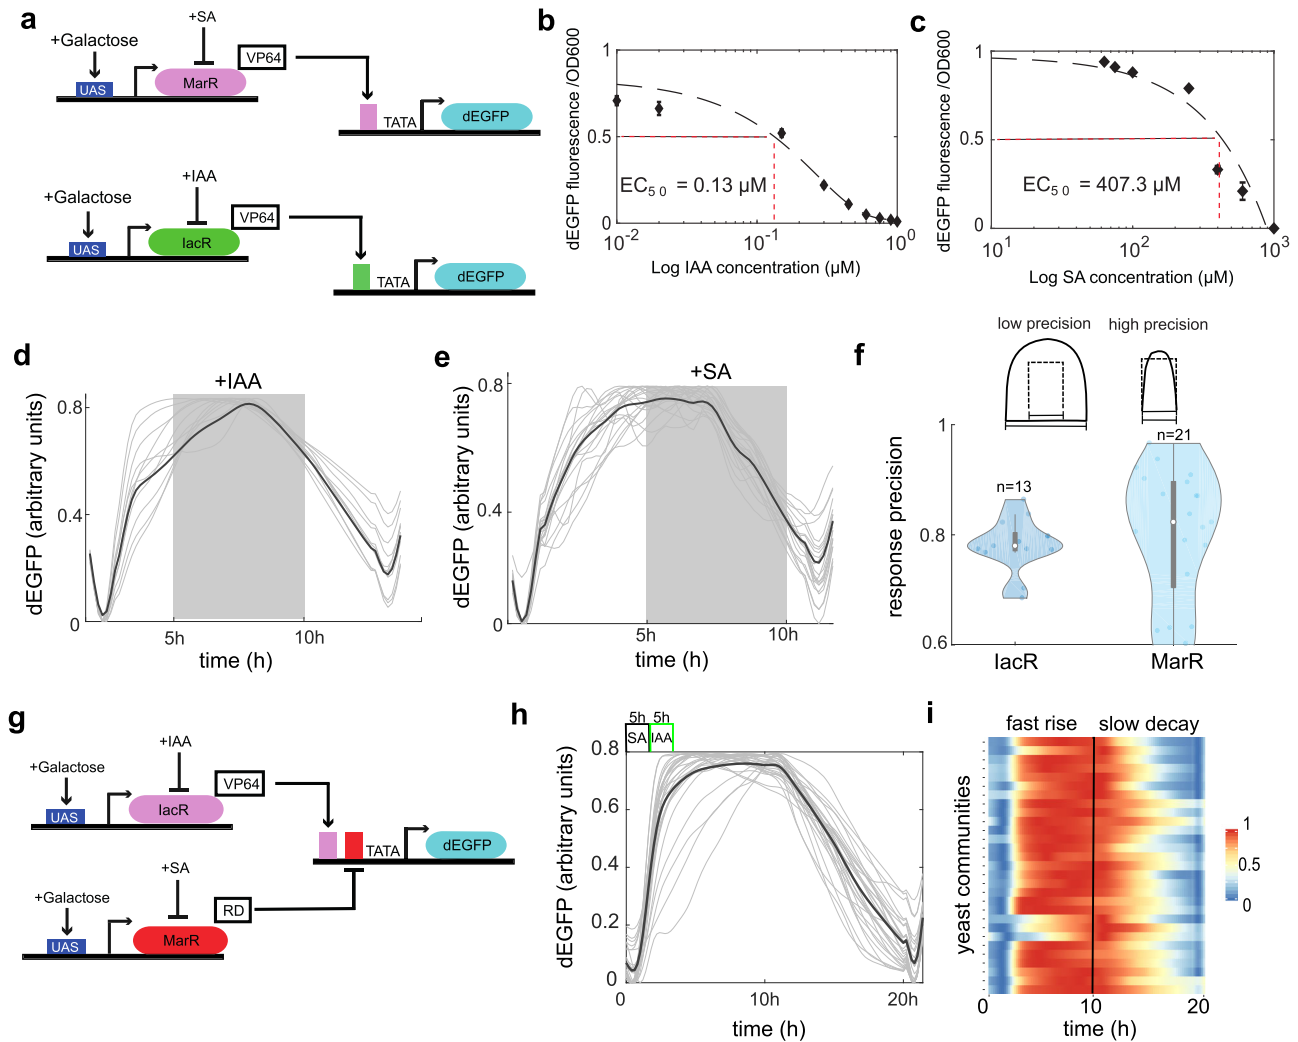 a
+SA
+Galactose
VP64
MarR
UAS
TATA
dEGFP
+IAA
+Galactose
VP64
IacR
UAS
TATA
dEGFP
b
dEGFP fluorescence /OD600
1
0.5
0
EC50 = 0.13 µM
10-2
10-1
100
Log IAA concentration (µM)
c
dEGFP fluorescence /OD600
1
0.5
0
EC50 = 407.3 µM
101
102
103
Log SA concentration (µM)
d
+IAA
dEGFP (arbitrary units)
0.8
0.4
0
5h
10h
time (h)
e
+SA
dEGFP (arbitrary units)
0.8
0.4
0
5h
10h
time (h)
f
low precision
high precision
response precision
1
0.8
0.6
n=13
n=21
IacR
MarR
g
+IAA
+Galactose
VP64
IacR
UAS
TATA
dEGFP
+SA
+Galactose
RD
MarR
UAS
h
5h
5h
SA
IAA
dEGFP (arbitrary units)
0.8
0.6
0.4
0.2
0
0
10h
20h
time (h)
i
fast rise
slow decay
yeast communities
1
0.5
0
0
10
20
time (h)